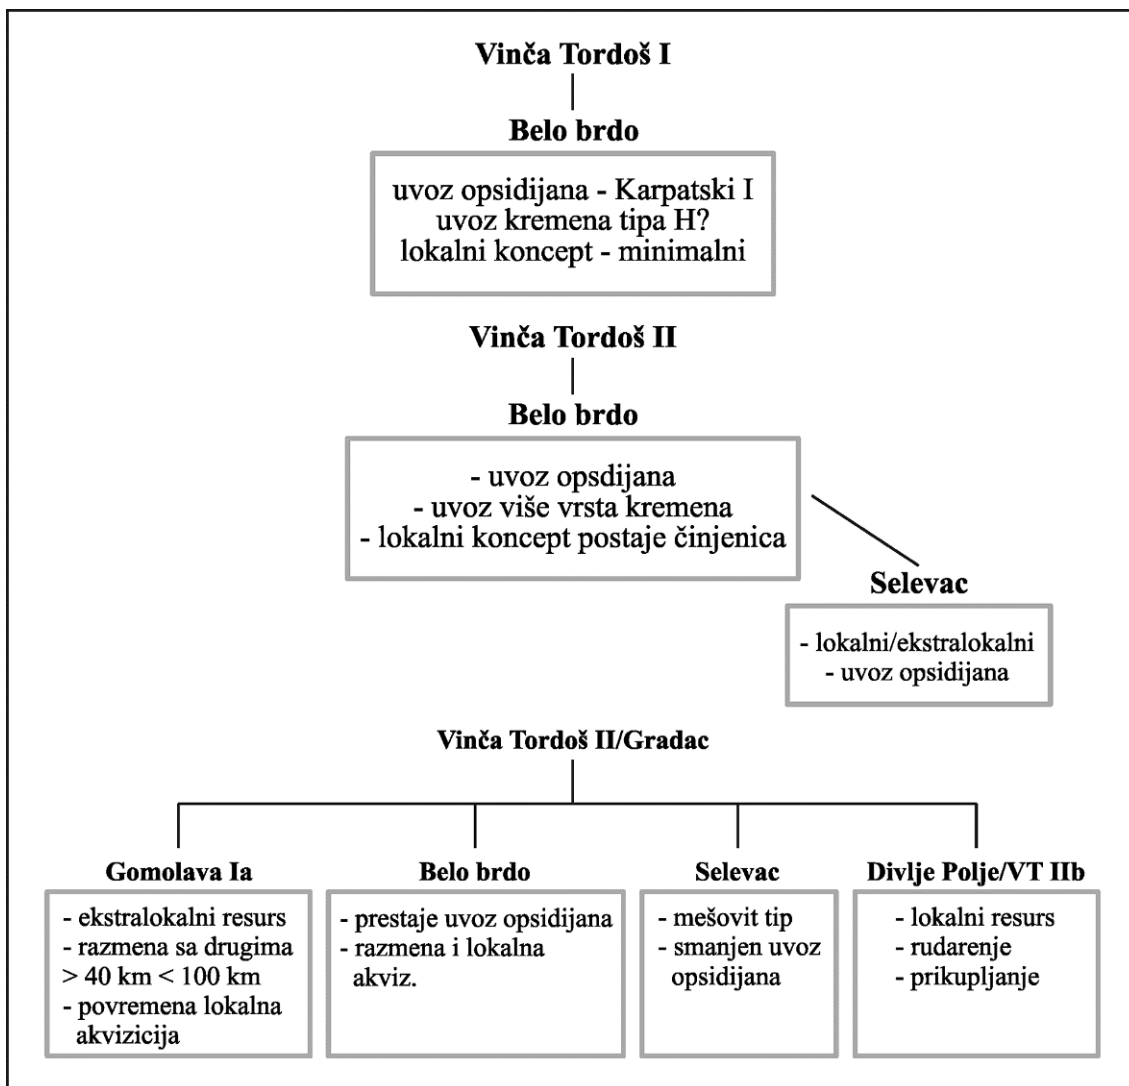 Vinča Tordoš I
Belo brdo
uvoz opsidijana - Karpatski I
uvoz kremena tipa H?
lokalni koncept - minimalni
Vinča Tordoš II
Belo brdo
- uvoz opsdijana
- uvoz više vrsta kremena
- lokalni koncept postaje činjenica
Selevac
- lokalni/ekstralokalni
- uvoz opsidijana
Vinča Tordoš II/Gradac
Gomolava Ia
- ekstralokalni resurs
- razmena sa drugima
> 40 km < 100 km
- povremena lokalna
akvizicija
Belo brdo
- prestaje uvoz opsidijana
- razmena i lokalna
akviz.
Selevac
- mešovit tip
- smanjen uvoz
opsidijana
Divlje Polje/VT IIb
- lokalni resurs
- rudarenje
- prikupljanje